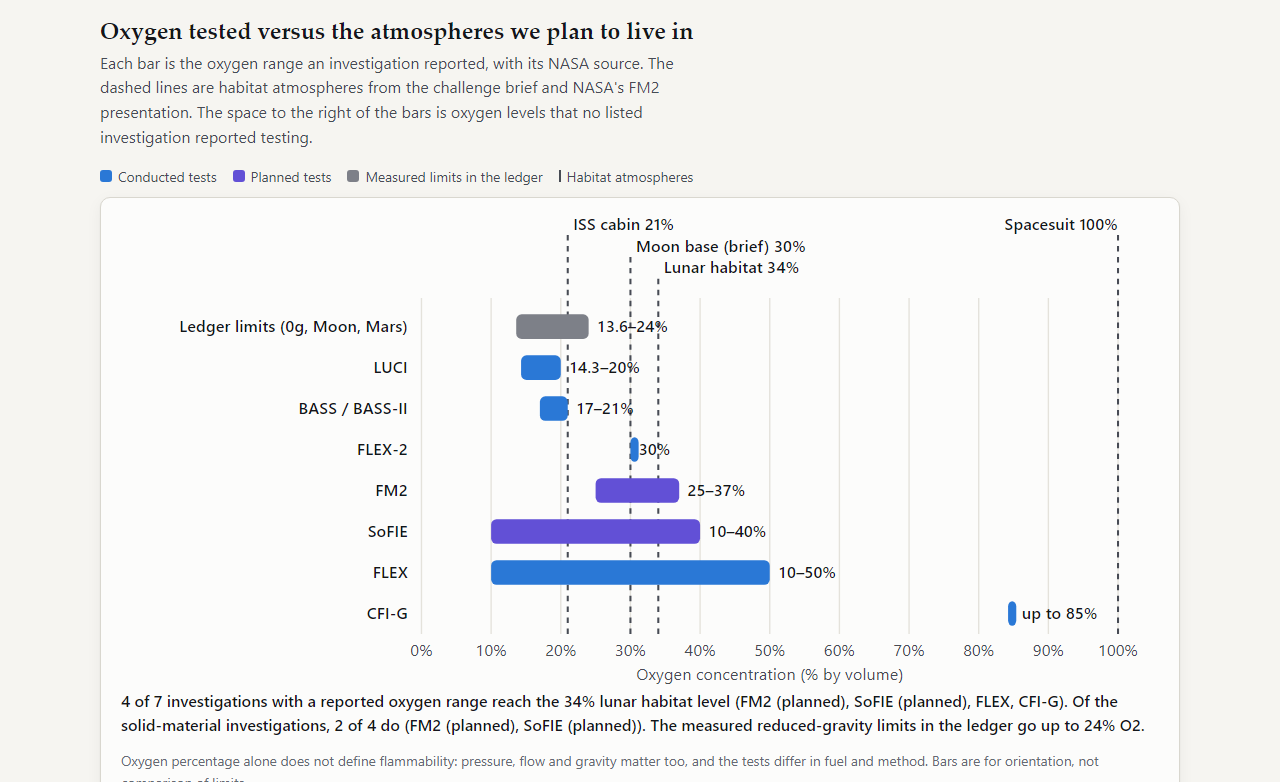 Oxygen tested versus the atmospheres we plan to live in
Each bar is the oxygen range an investigation reported, with its NASA source. The
dashed lines are habitat atmospheres from the challenge brief and NASA's FM2
presentation. The space to the right of the bars is oxygen levels that no listed
investigation reported testing.
Conducted tests Planned tests Measured limits in the ledger Habitat atmospheres
ISS cabin 21% Spacesuit 100%
Moon base (brief) 30%
Lunar habitat 34%
Ledger limits (0g, Moon, Mars) 13.6–24%
LUCI 14.3–20%
BASS / BASS-II 17–21%
FLEX-2 30%
FM2 25–37%
SoFIE 10–40%
FLEX 10–50%
CFI-G up to 85%
0% 10% 20% 30% 40% 50% 60% 70% 80% 90% 100%
Oxygen concentration (% by volume)
4 of 7 investigations with a reported oxygen range reach the 34% lunar habitat level (FM2 (planned), SoFIE (planned), FLEX, CFI-G). Of the
solid-material investigations, 2 of 4 do (FM2 (planned), SoFIE (planned)). The measured reduced-gravity limits in the ledger go up to 24% O2.
Oxygen percentage alone does not define flammability: pressure, flow and gravity matter too, and the tests differ in fuel and method. Bars are for orientation, not
comparison of limits.